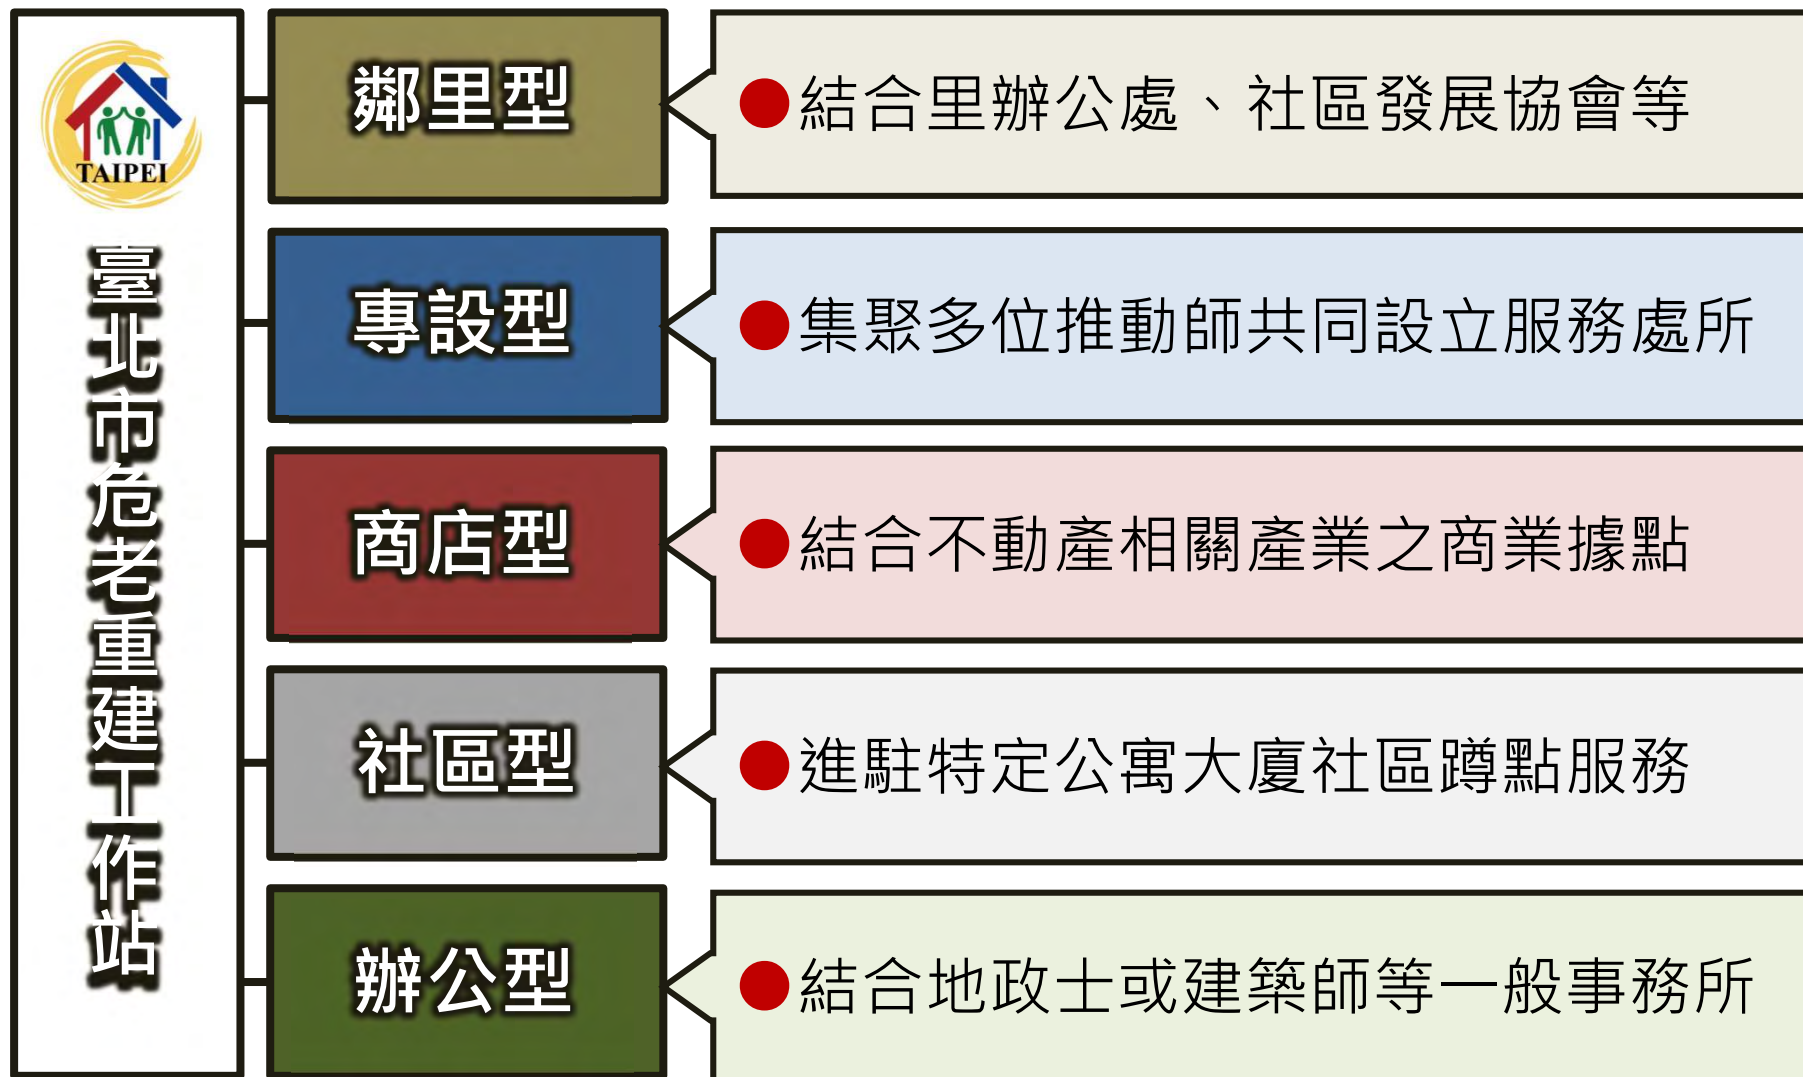 TAIPEI
臺北市危老重建工作站
鄰里型
●結合里辦公處、社區發展協會等
專設型
●集聚多位推動師共同設立服務處所
商店型
●結合不動產相關產業之商業據點
社區型
●進駐特定公寓大廈社區蹲點服務
辦公型
●結合地政士或建築師等一般事務所